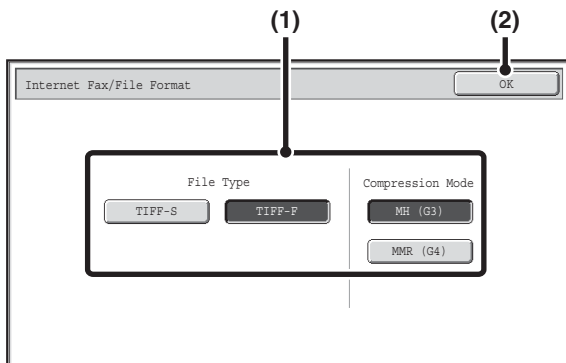 (1) (2)
Internet Fax/File Format OK
File Type Compression Mode
TIFF-S TIFF-F MH (G3)
MMR (G4)